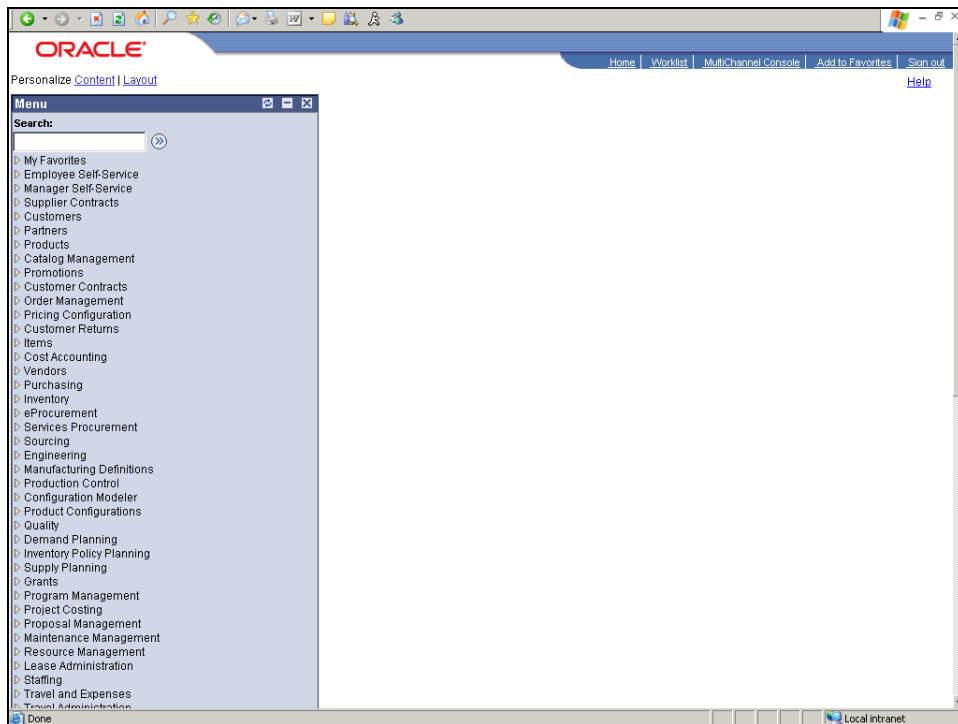 ORACLE
Home | Worklist | MultiChannel Console | Add to Favorites | Sign out
Personalize Content | Layout
Help
Menu
Search:
My Favorites
Employee Self-Service
Manager Self-Service
Supplier Contracts
Customers
Partners
Products
Catalog Management
Promotions
Customer Contracts
Order Management
Pricing Configuration
Customer Returns
Items
Cost Accounting
Vendors
Purchasing
Inventory
eProcurement
Services Procurement
Sourcing
Engineering
Manufacturing Definitions
Production Control
Configuration Modeler
Product Configurations
Quality
Demand Planning
Inventory Policy Planning
Supply Planning
Grants
Program Management
Project Costing
Proposal Management
Maintenance Management
Resource Management
Lease Administration
Staffing
Travel and Expenses
Travel Administration
Done
Local intranet